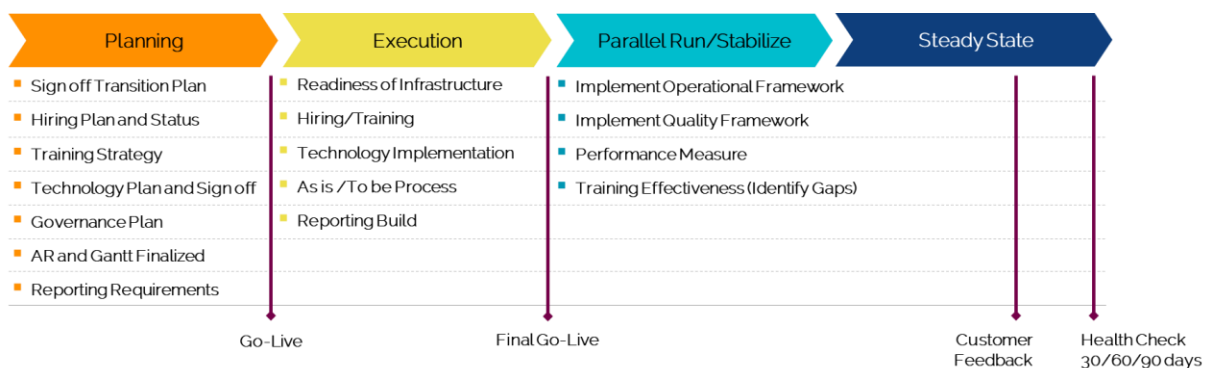 Planning
Execution
Parallel Run/Stabilize
Steady State
Sign off Transition Plan
Hiring Plan and Status
Training Strategy
Technology Plan and Sign off
Governance Plan
AR and Gantt Finalized
Reporting Requirements
Readiness of Infrastructure
Hiring/Training
Technology Implementation
As is /To be Process
Reporting Build
Implement Operational Framework
Implement Quality Framework
Performance Measure
Training Effectiveness (Identify Gaps)
Go-Live
Final Go-Live
Customer
Feedback
Health Check
30/60/90 days